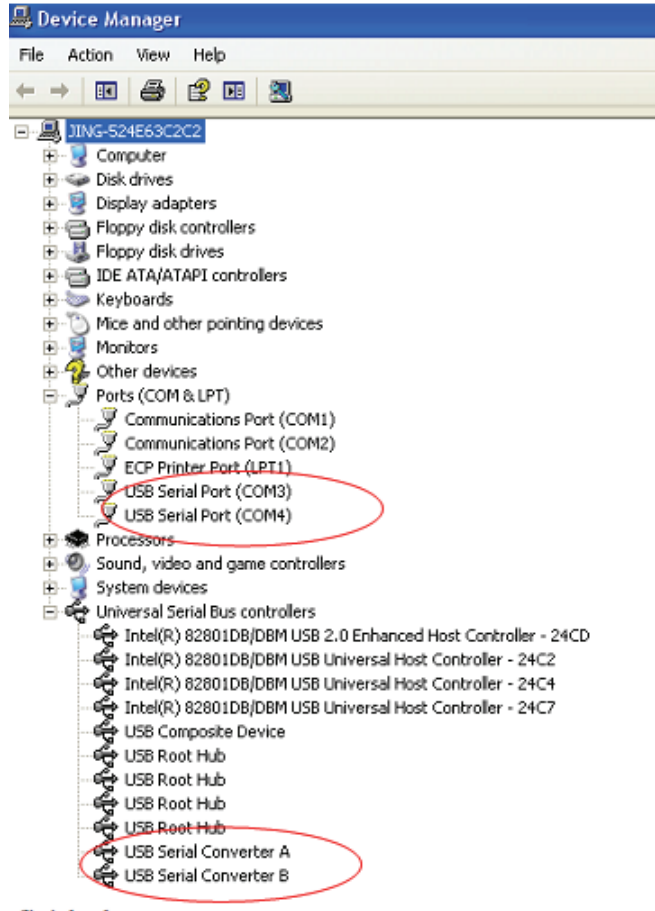 Device Manager
File Action View Help
JING-524E63C2C2
Computer
Disk drives
Display adapters
Floppy disk controllers
Floppy disk drives
IDE ATA/ATAPI controllers
Keyboards
Mice and other pointing devices
Monitors
Other devices
Ports (COM & LPT)
Communications Port (COM1)
Communications Port (COM2)
ECP Printer Port (LPT1)
USB Serial Port (COM3)
USB Serial Port (COM4)
Processors
Sound, video and game controllers
System devices
Universal Serial Bus controllers
Intel(R) 82801DB/DBM USB 2.0 Enhanced Host Controller - 24CD
Intel(R) 82801DB/DBM USB Universal Host Controller - 24C2
Intel(R) 82801DB/DBM USB Universal Host Controller - 24C4
Intel(R) 82801DB/DBM USB Universal Host Controller - 24C7
USB Composite Device
USB Root Hub
USB Root Hub
USB Root Hub
USB Root Hub
USB Serial Converter A
USB Serial Converter B